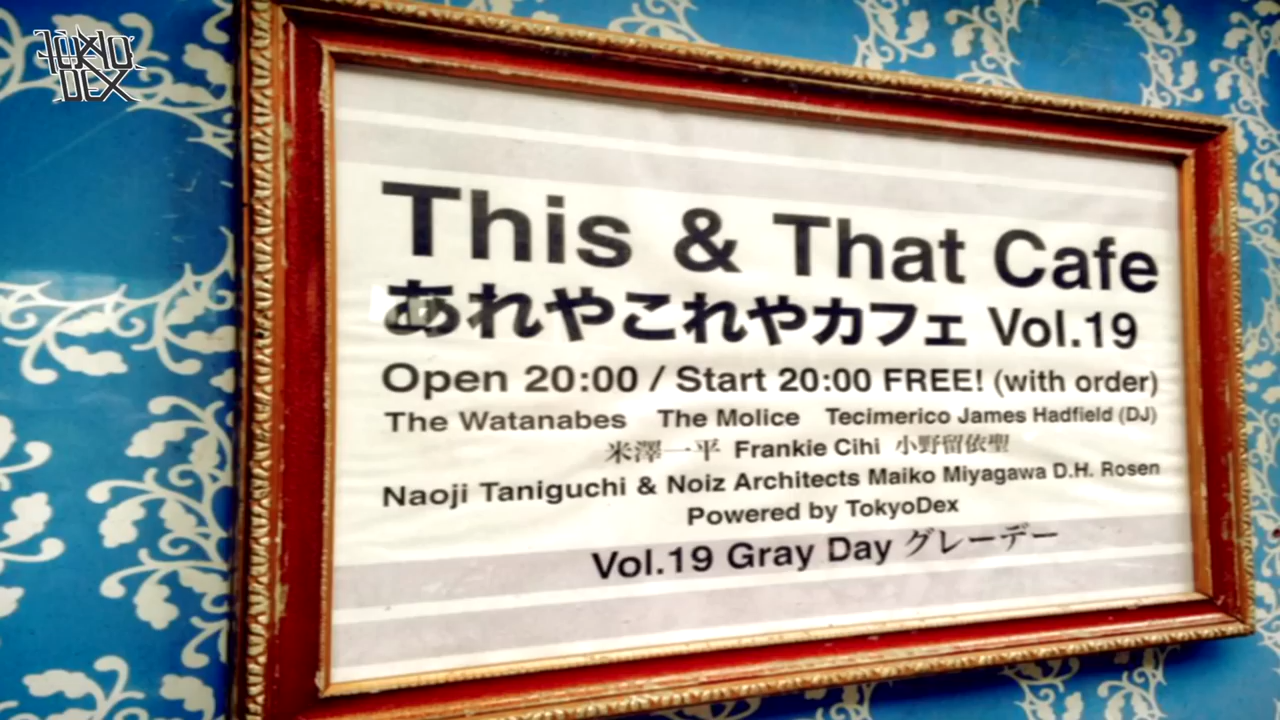 TOKYO
DEX
This & That Cafe
あれやこれやカフェ Vol.19
Open 20:00 / Start 20:00 FREE! (with order)
The Watanabes The Molice Tecimerico James Hadfield (DJ)
米澤一平 Frankie Cihi 小野留依聖
Naoji Taniguchi & Noiz Architects Maiko Miyagawa D.H. Rosen
Powered by TokyoDex
Vol.19 Gray Day グレーデー